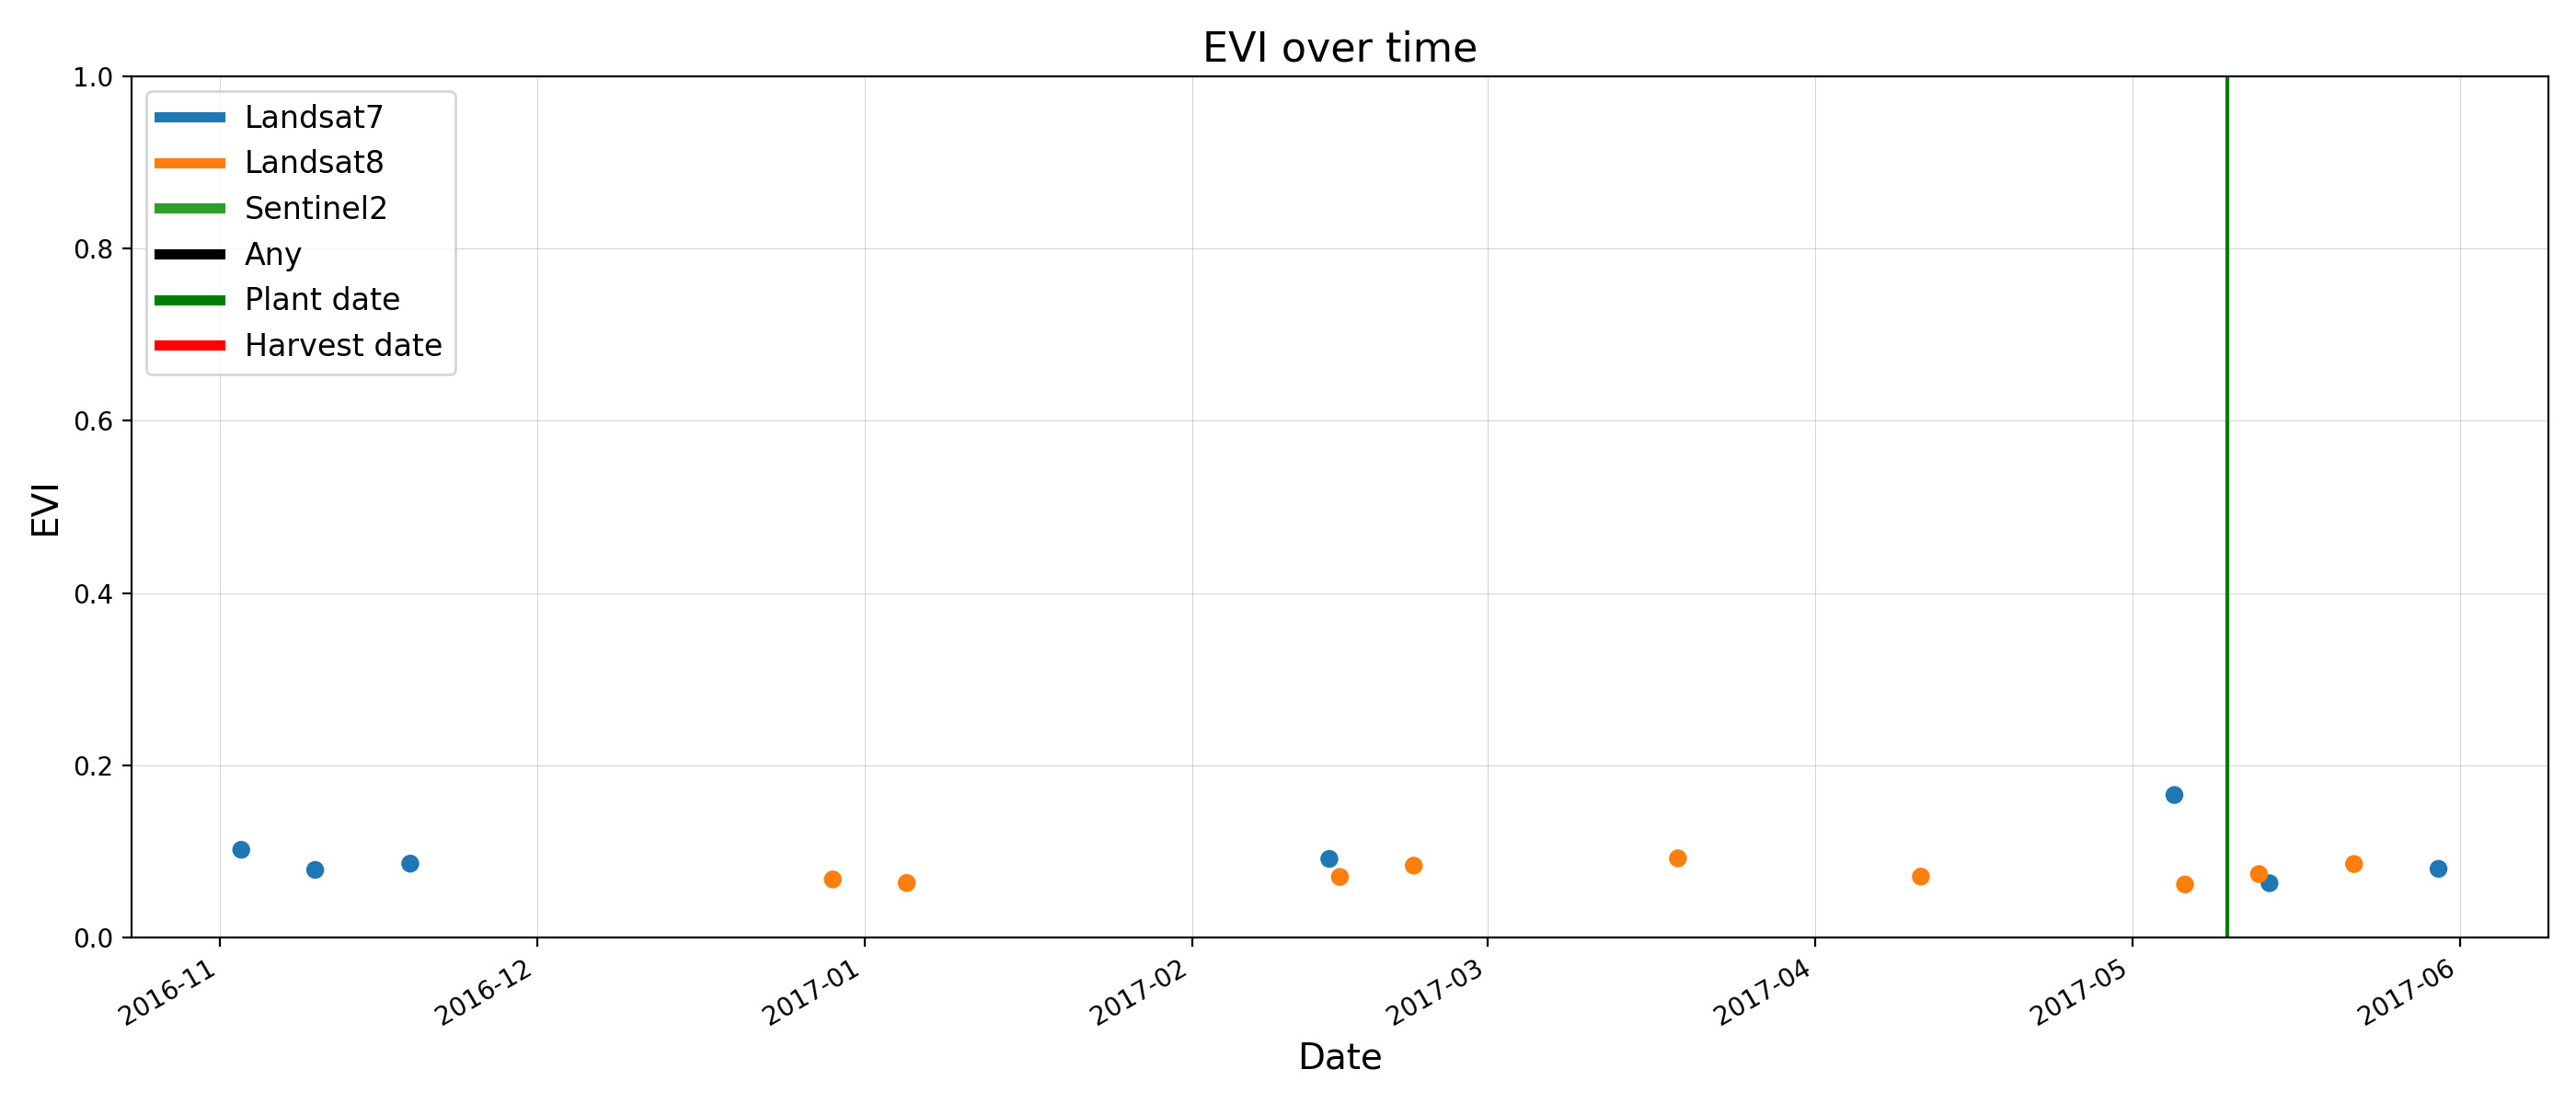 EVI over time
1.0
0.8
0.6
0.4
0.2
0.0
EVI
Landsat7
Landsat8
Sentinel2
Any
Plant date
Harvest date
2016-11
2016-12
2017-01
2017-02
2017-03
2017-04
2017-05
2017-06
Date